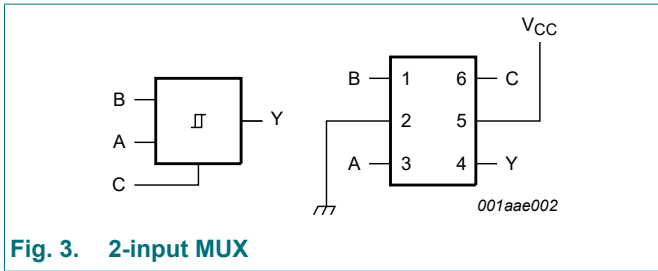 VCC
B
A
C
Y
B 1 6 C
2 5
A 3 4 Y
001aae002
Fig. 3. 2-input MUX